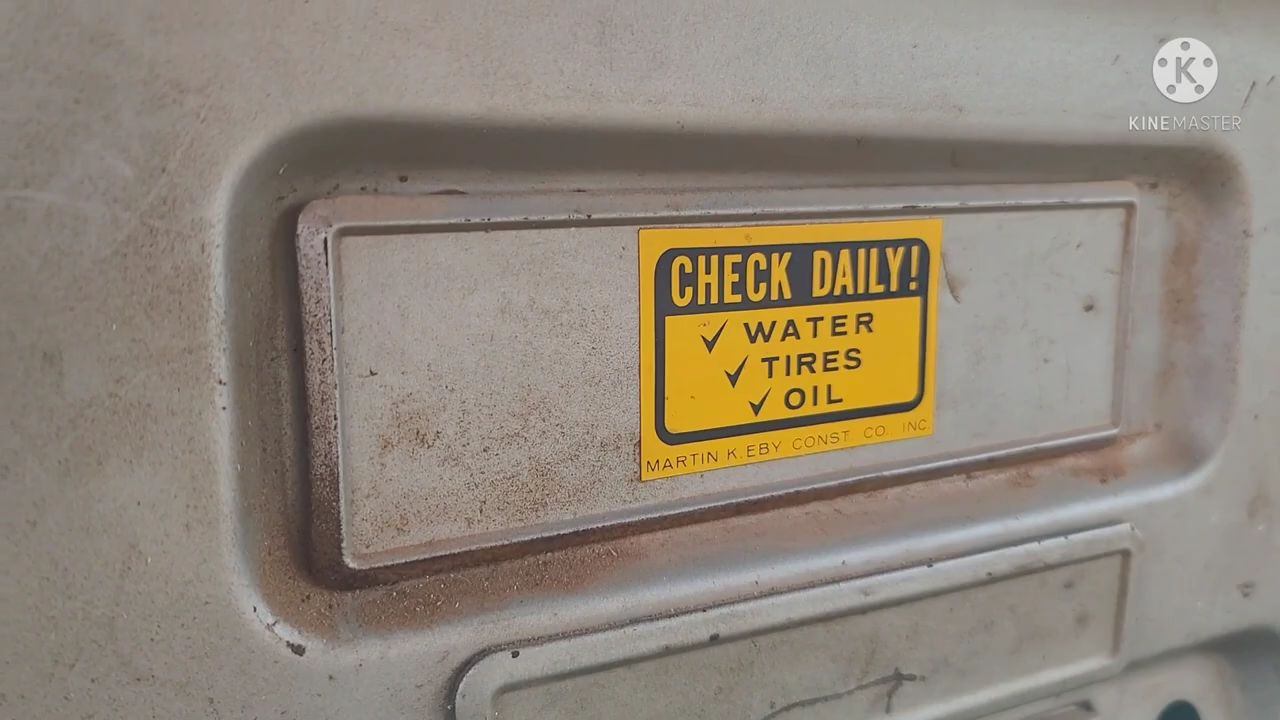 K
KINEMASTER
CHECK DAILY!
✓ WATER
✓ TIRES
✓ OIL
MARTIN K. EBY CONST. CO., INC.